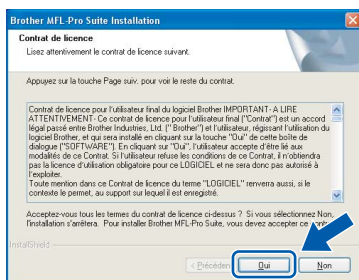 Brother MFL-Pro Suite Installation
Contrat de licence
Lisez attentivement le contrat de licence suivant.
Appuyez sur la touche Page suiv. pour voir le reste du contrat.
Contrat de licence pour l'utilisateur final du logiciel Brother IMPORTANT- A LIRE
ATTENTIVEMENT- Ce contrat de licence pour l'utilisateur final ("Contrat") est un accord
légal passé entre Brother Industries, Ltd. (" Brother") et l'utilisateur, régissant l'utilisation du
logiciel Brother, et qui sera installé en cliquant sur la touche "Oui" de cette boîte de
dialogue ("SOFTWARE"). En cliquant sur "Oui", l'utilisateur accepte d'être lié aux
modalités de ce Contrat. Si l'utilisateur refuse les conditions de ce Contrat, il n'obtiendra
pas la licence d'utilisation obligatoire pour ce LOGICIEL et ne sera donc pas autorisé à
l'exploiter.
Toute mention dans ce Contrat de licence du terme "LOGICIEL" renverra aussi, si le
contexte le permet, au support sur lequel il est enregistré.
Acceptez-vous tous les termes du contrat de licence ci-dessus ? Si vous sélectionnez Non,
l'installation s'arrêtera. Pour installer Brother MFL-Pro Suite, vous devez accepter ce
InstallShield
< Précéden
Oui
Non